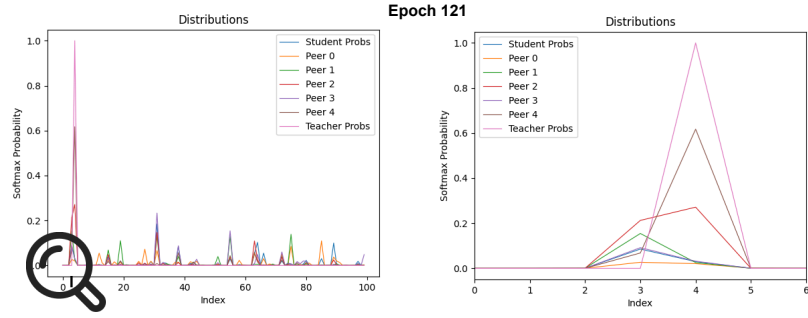 Epoch 121
Distributions
Softmax Probability
1.0
0.8
0.6
0.4
0.2
0.0
Student Probs
Peer 0
Peer 1
Peer 2
Peer 3
Peer 4
Teacher Probs
0 20 40 60 80 100
Index
Distributions
Softmax Probability
1.0
0.8
0.6
0.4
0.2
0.0
Student Probs
Peer 0
Peer 1
Peer 2
Peer 3
Peer 4
Teacher Probs
0 1 2 3 4 5 6
Index